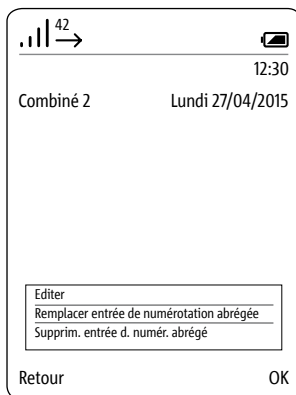 42
12:30
Combiné 2 Lundi 27/04/2015
Editer
Remplacer entrée de numérotation abrégée
Supprim. entrée d. numér. abrégé
Retour OK